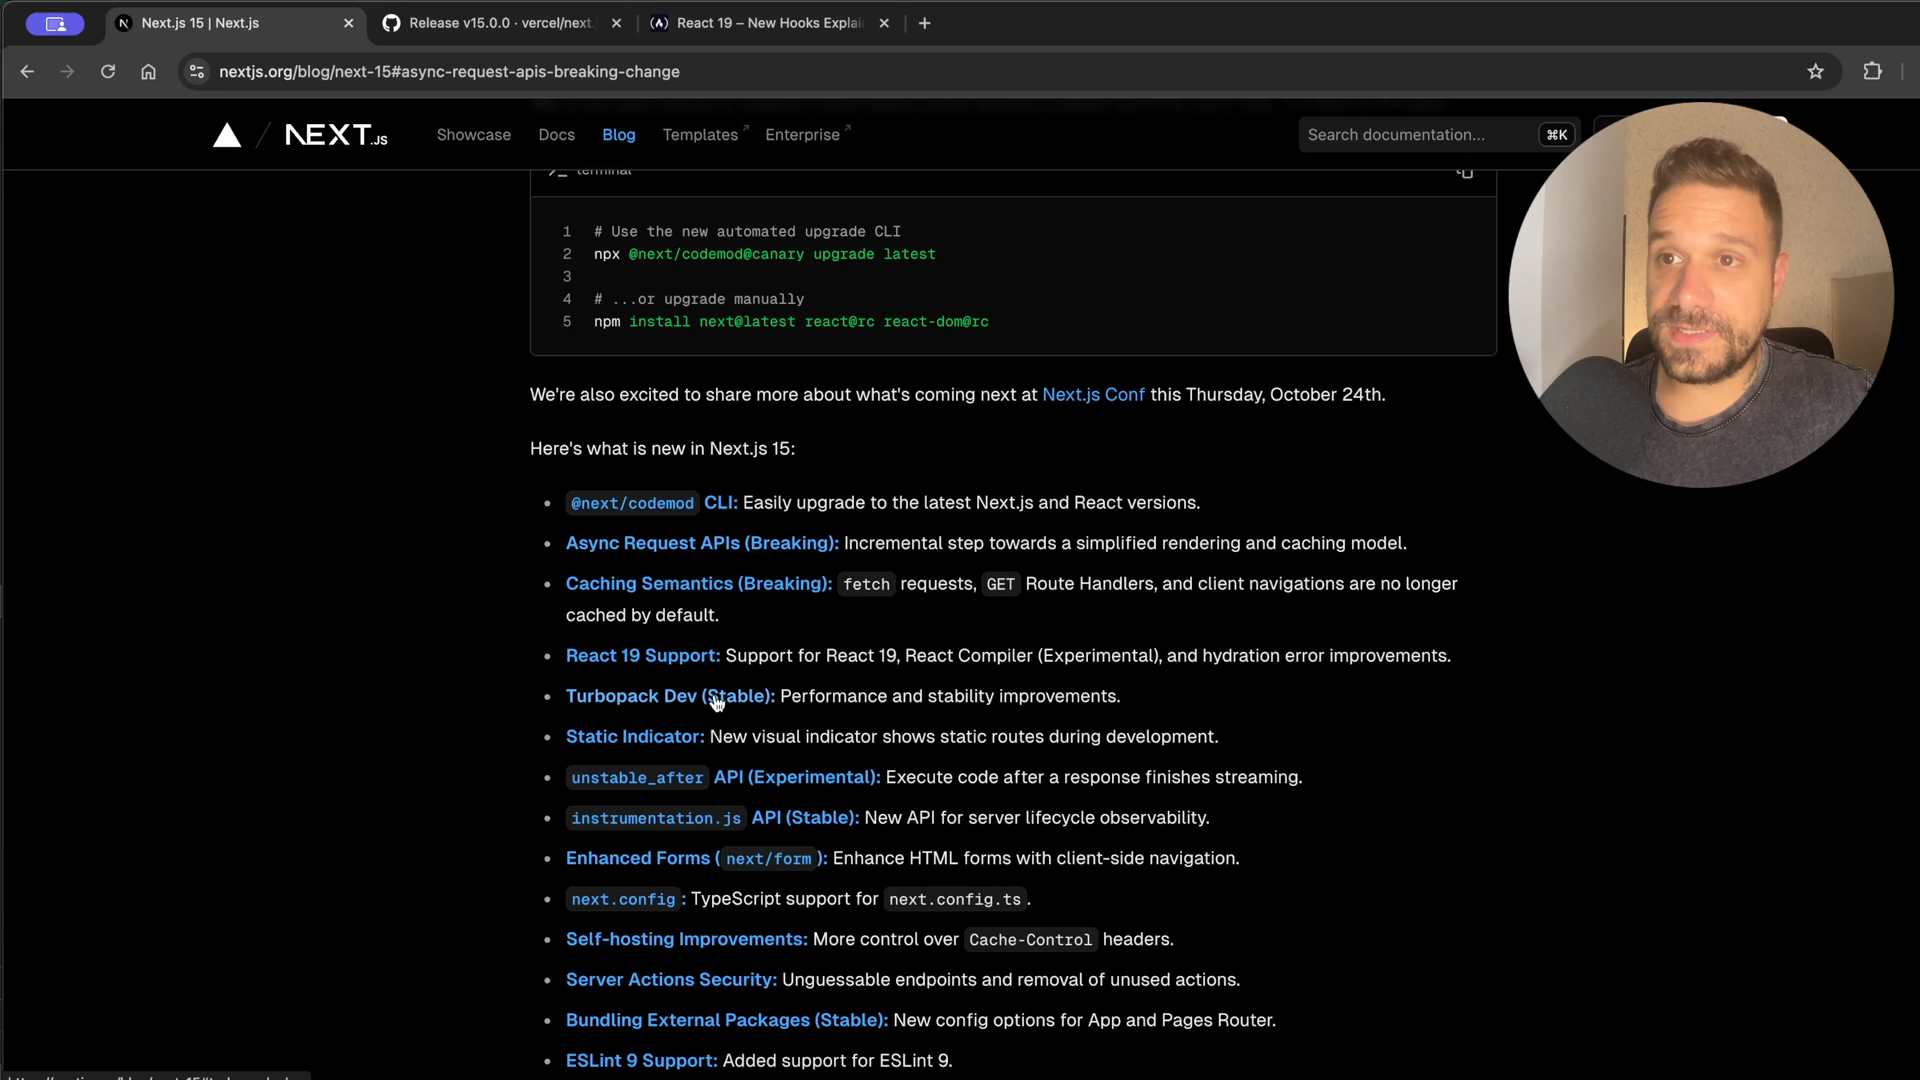 Next.js 15 | Next.js
Release v15.0.0 · vercel/next.
React 19 – New Hooks Explai
nextjs.org/blog/next-15#async-request-apis-breaking-change
NEXT.JS
Showcase
Docs
Blog
Templates
Enterprise
Search documentation...
⌘K
terminal
1 # Use the new automated upgrade CLI
2 npx @next/codemod@canary upgrade latest
3
4 # ...or upgrade manually
5 npm install next@latest react@rc react-dom@rc
We're also excited to share more about what's coming next at Next.js Conf this Thursday, October 24th.
Here's what is new in Next.js 15:
• @next/codemod CLI: Easily upgrade to the latest Next.js and React versions.
• Async Request APIs (Breaking): Incremental step towards a simplified rendering and caching model.
• Caching Semantics (Breaking): fetch requests, GET Route Handlers, and client navigations are no longer
cached by default.
• React 19 Support: Support for React 19, React Compiler (Experimental), and hydration error improvements.
• Turbopack Dev (Stable): Performance and stability improvements.
• Static Indicator: New visual indicator shows static routes during development.
• unstable_after API (Experimental): Execute code after a response finishes streaming.
• instrumentation.js API (Stable): New API for server lifecycle observability.
• Enhanced Forms (next/form): Enhance HTML forms with client-side navigation.
• next.config: TypeScript support for next.config.ts.
• Self-hosting Improvements: More control over Cache-Control headers.
• Server Actions Security: Unguessable endpoints and removal of unused actions.
• Bundling External Packages (Stable): New config options for App and Pages Router.
• ESLint 9 Support: Added support for ESLint 9.